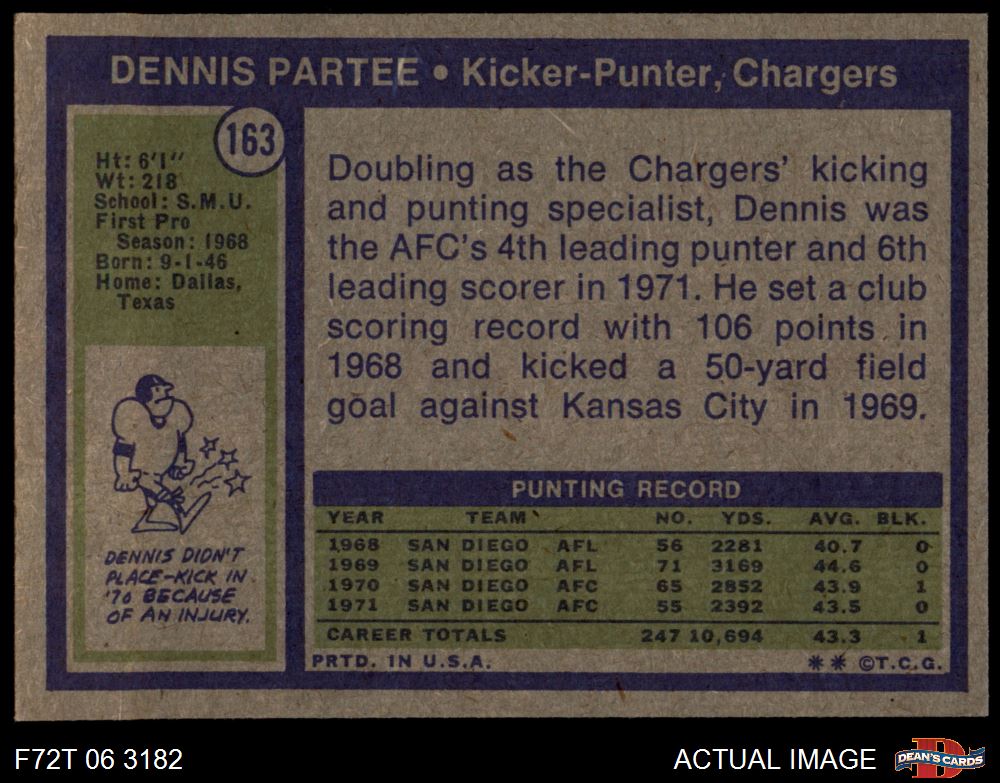 DENNIS PARTEE • Kicker-Punter, Chargers
163
Ht: 6'1"
Wt: 218
School: S.M.U.
First Pro
Season: 1968
Born: 9-1-46
Home: Dallas,
Texas
DENNIS DIDN'T
PLACE-KICK IN
'70 BECAUSE
OF AN INJURY.
Doubling as the Chargers' kicking
and punting specialist, Dennis was
the AFC's 4th leading punter and 6th
leading scorer in 1971. He set a club
scoring record with 106 points in
1968 and kicked a 50-yard field
goal against Kansas City in 1969.
PUNTING RECORD
YEAR TEAM NO. YDS. AVG. BLK.
1968 SAN DIEGO AFL 56 2281 40.7 0
1969 SAN DIEGO AFL 71 3169 44.6 0
1970 SAN DIEGO AFC 65 2852 43.9 1
1971 SAN DIEGO AFC 55 2392 43.5 0
CAREER TOTALS 247 10,694 43.3 1
PRTD. IN U.S.A. ** ©T.C.G.
F72T 06 3182 ACTUAL IMAGE D DEAN'S CARDS